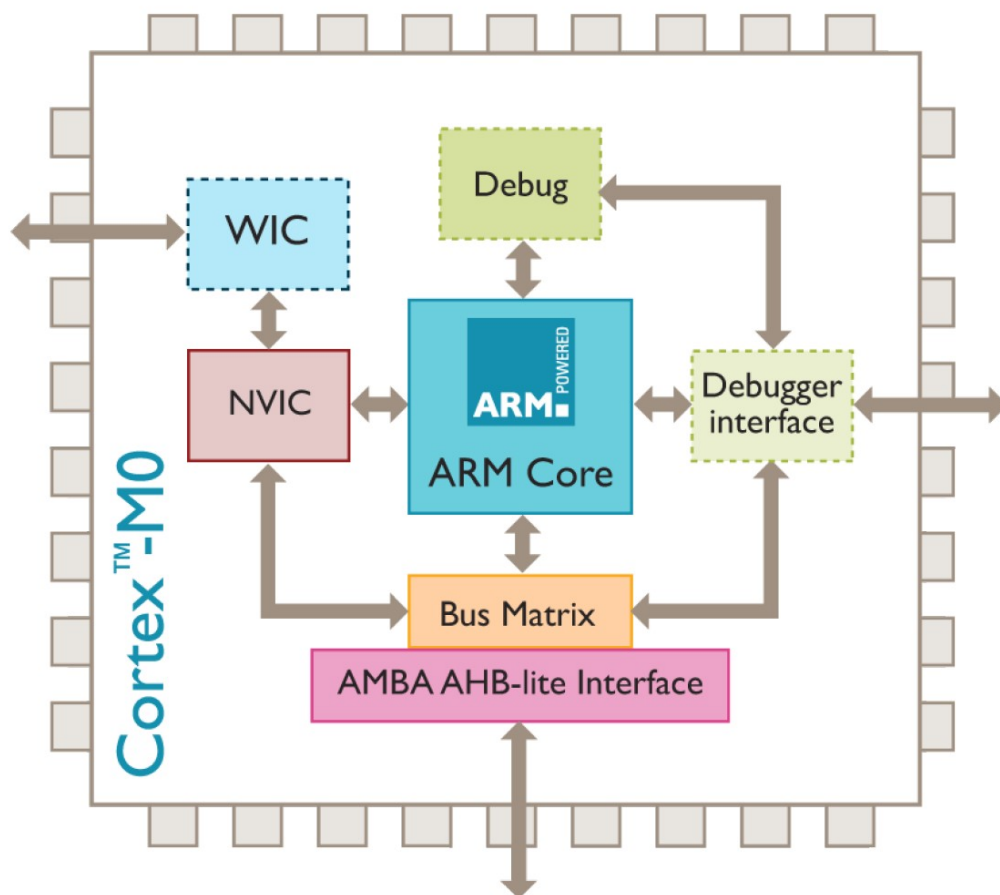 Debug
WIC
POWERED
ARM.
NVIC
Debugger
interface
ARM Core
Cortex™-M0
Bus Matrix
AMBA AHB-lite Interface